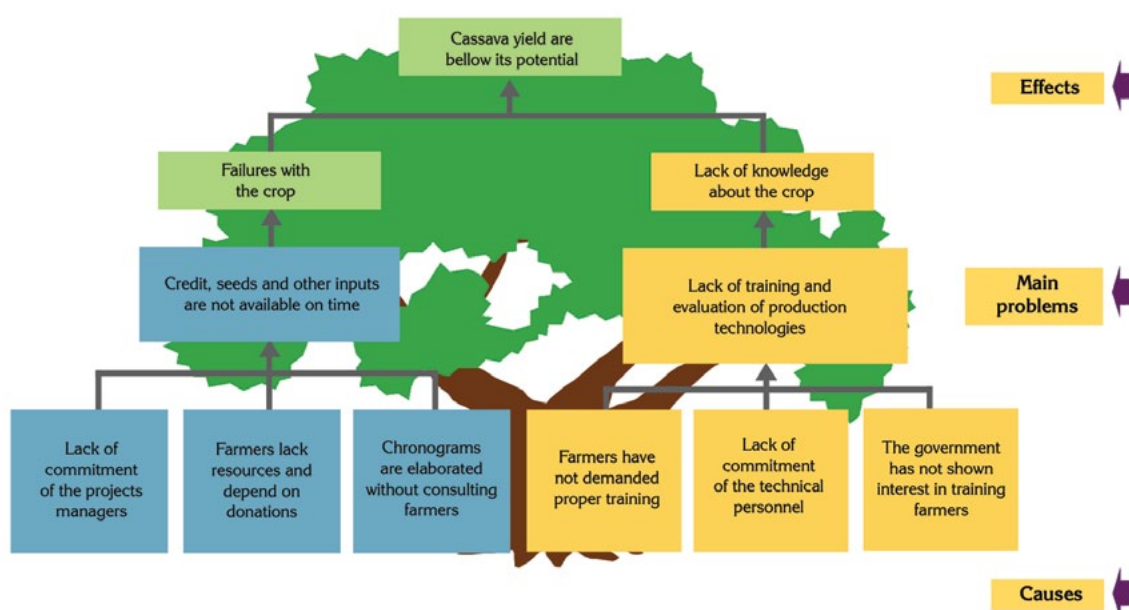 Cassava yield are
bellow its potential
Effects
Failures with
the crop
Lack of knowledge
about the crop
Credit, seeds and other inputs
are not available on time
Lack of training and
evaluation of production
technologies
Main
problems
Lack of
commitment
of the projects
managers
Farmers lack
resources and
depend on
donations
Chronograms
are elaborated
without consulting
farmers
Farmers have
not demanded
proper training
Lack of
commitment
of the technical
personnel
The government
has not shown
interest in training
farmers
Causes